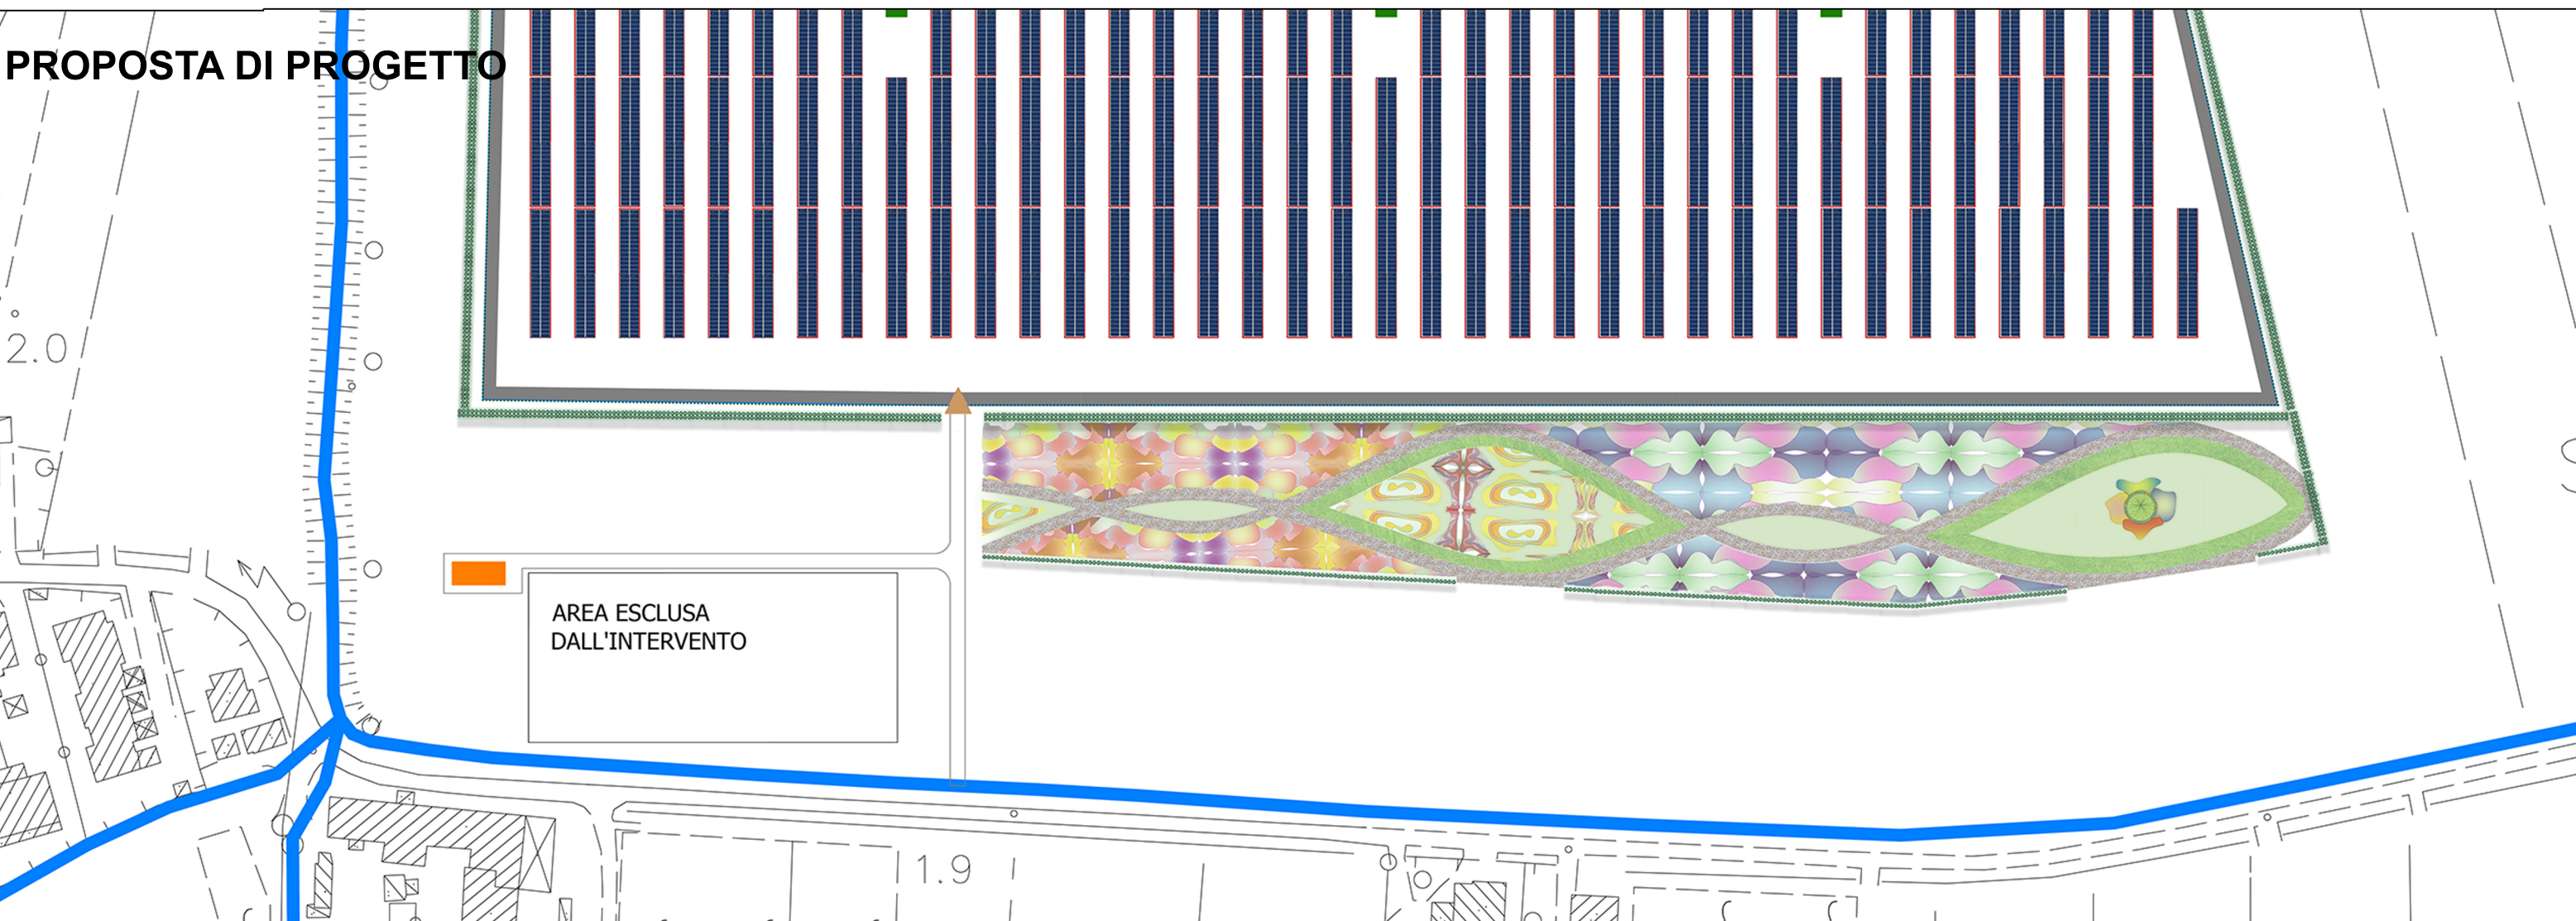 PROPOSTA DI PROGETTO
2.0
AREA ESCLUSA
DALL'INTERVENTO
1.9